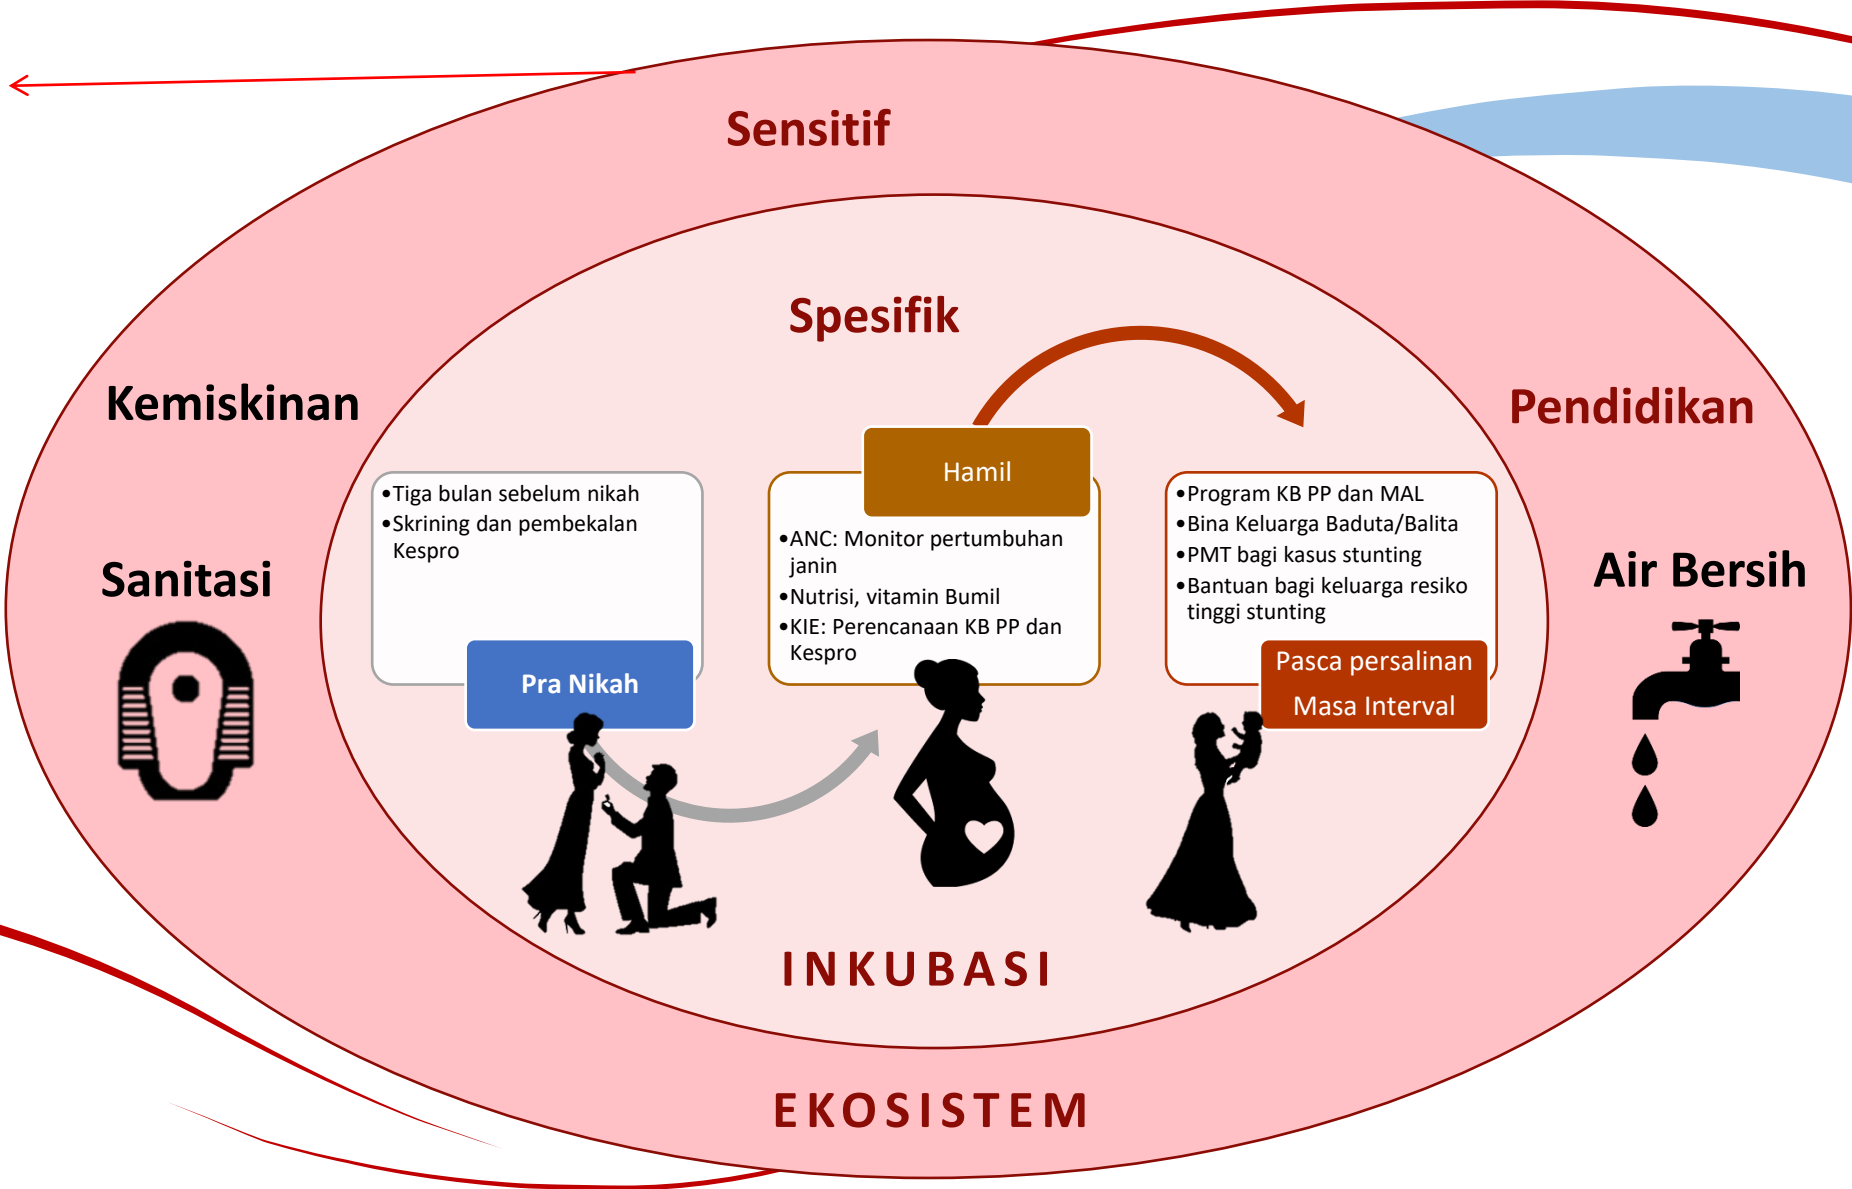 Sensitif
Spesifik
Kemiskinan
Pendidikan
Sanitasi
Air Bersih
•Tiga bulan sebelum nikah
•Skrining dan pembekalan
Kespro
Pra Nikah
Hamil
•ANC: Monitor pertumbuhan
janin
•Nutrisi, vitamin Bumil
•KIE: Perencanaan KB PP dan
Kespro
•Program KB PP dan MAL
•Bina Keluarga Baduta/Balita
•PMT bagi kasus stunting
•Bantuan bagi keluarga resiko
tinggi stunting
Pasca persalinan
Masa Interval
INKUBASI
EKOSISTEM